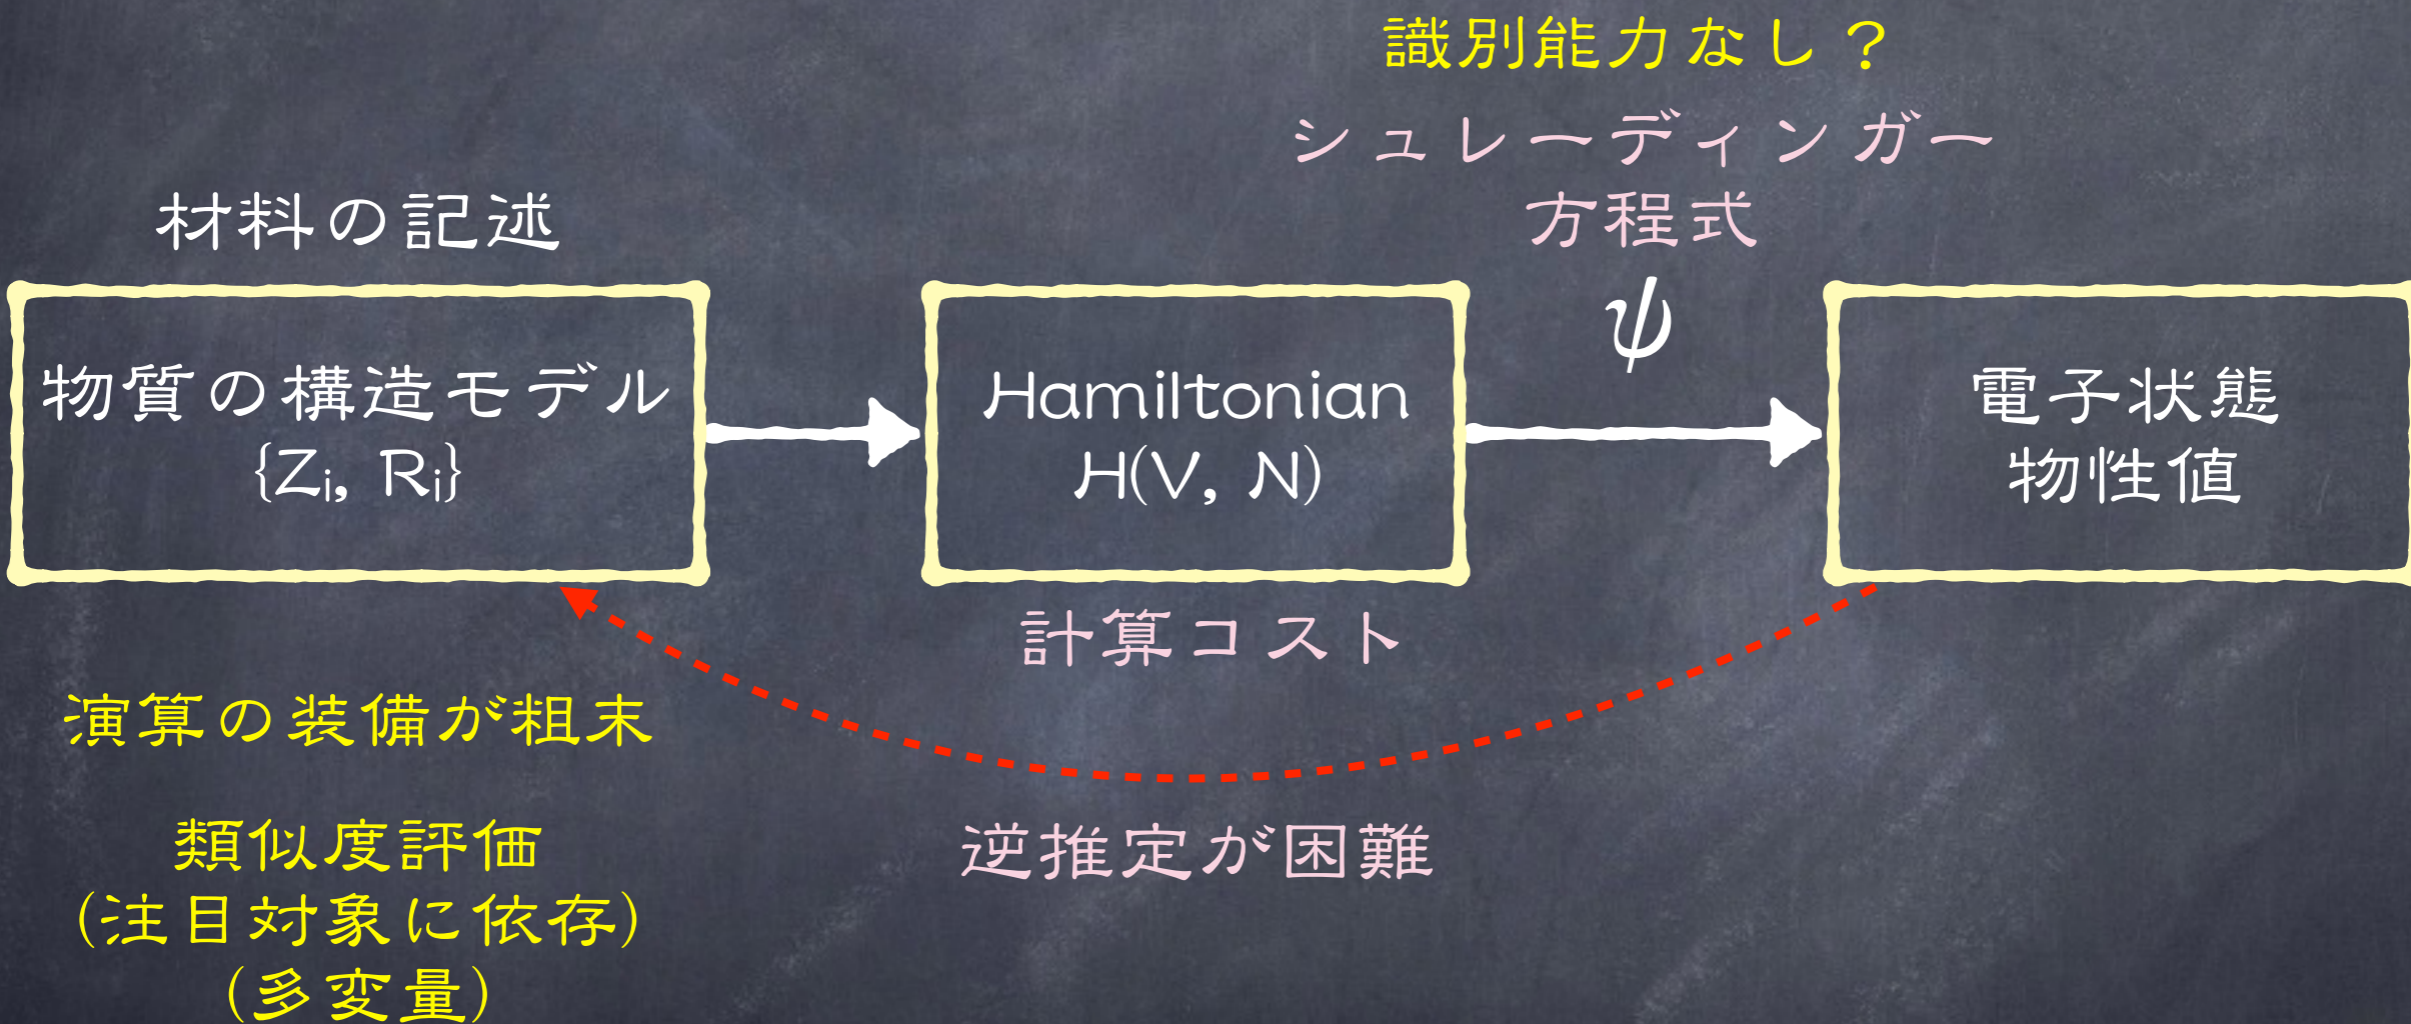 識別能力なし？
シュレーディンガー
方程式
ψ
材料の記述
物質の構造モデル
{Zi, Ri}
Hamiltonian
H(V, N)
電子状態
物性値
計算コスト
逆推定が困難
演算の装備が粗末
類似度評価
(注目対象に依存)
(多変量)